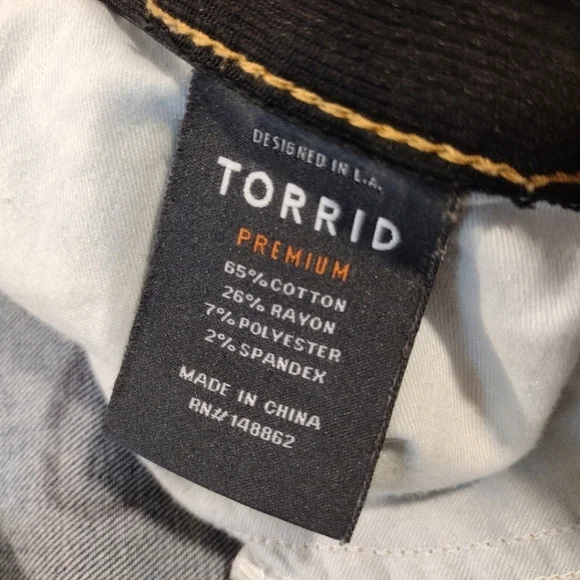 DESIGNED IN L.A.
TORRID
PREMIUM
65% COTTON
26% RAYON
7% POLYESTER
2% SPANDEX
MADE IN CHINA
RN# 148862